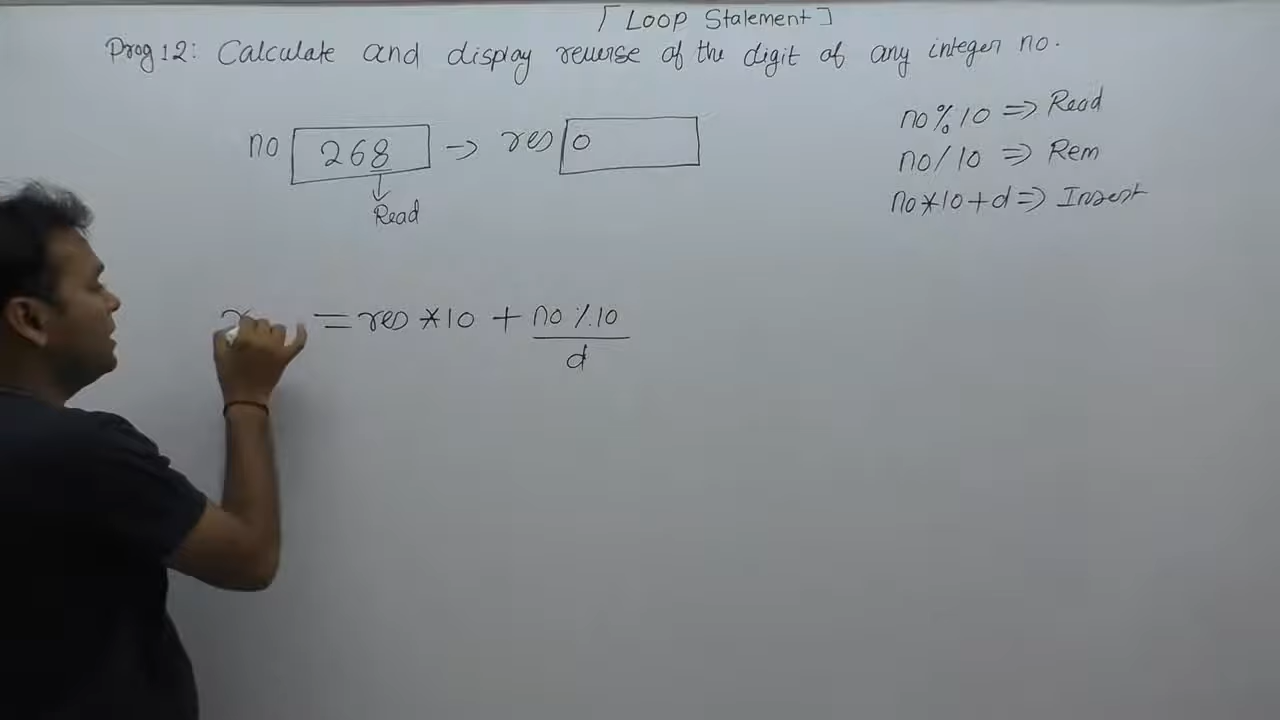 [Loop Statement]
Prog 12: Calculate and display reverse of the digit of any integer no.
no%10 => Read
no 268 -> res 0
no/10 => Rem
no*10+d => Insert
Read
= res *10 + no%10
d